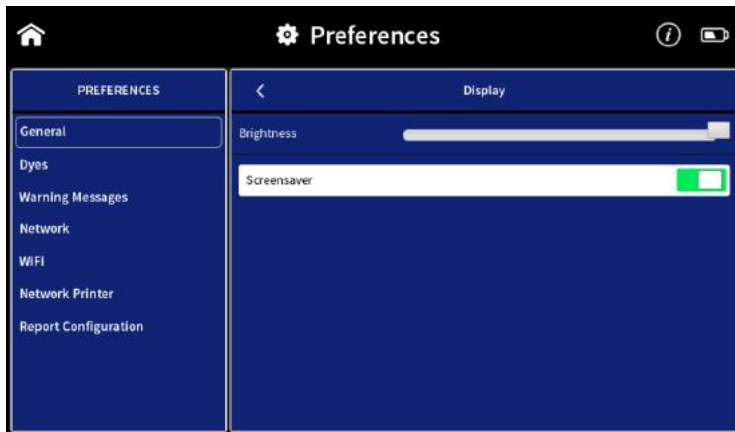 Preferences
i
PREFERENCES
General
Dyes
Warning Messages
Network
WiFi
Network Printer
Report Configuration
Display
Brightness
Screensaver